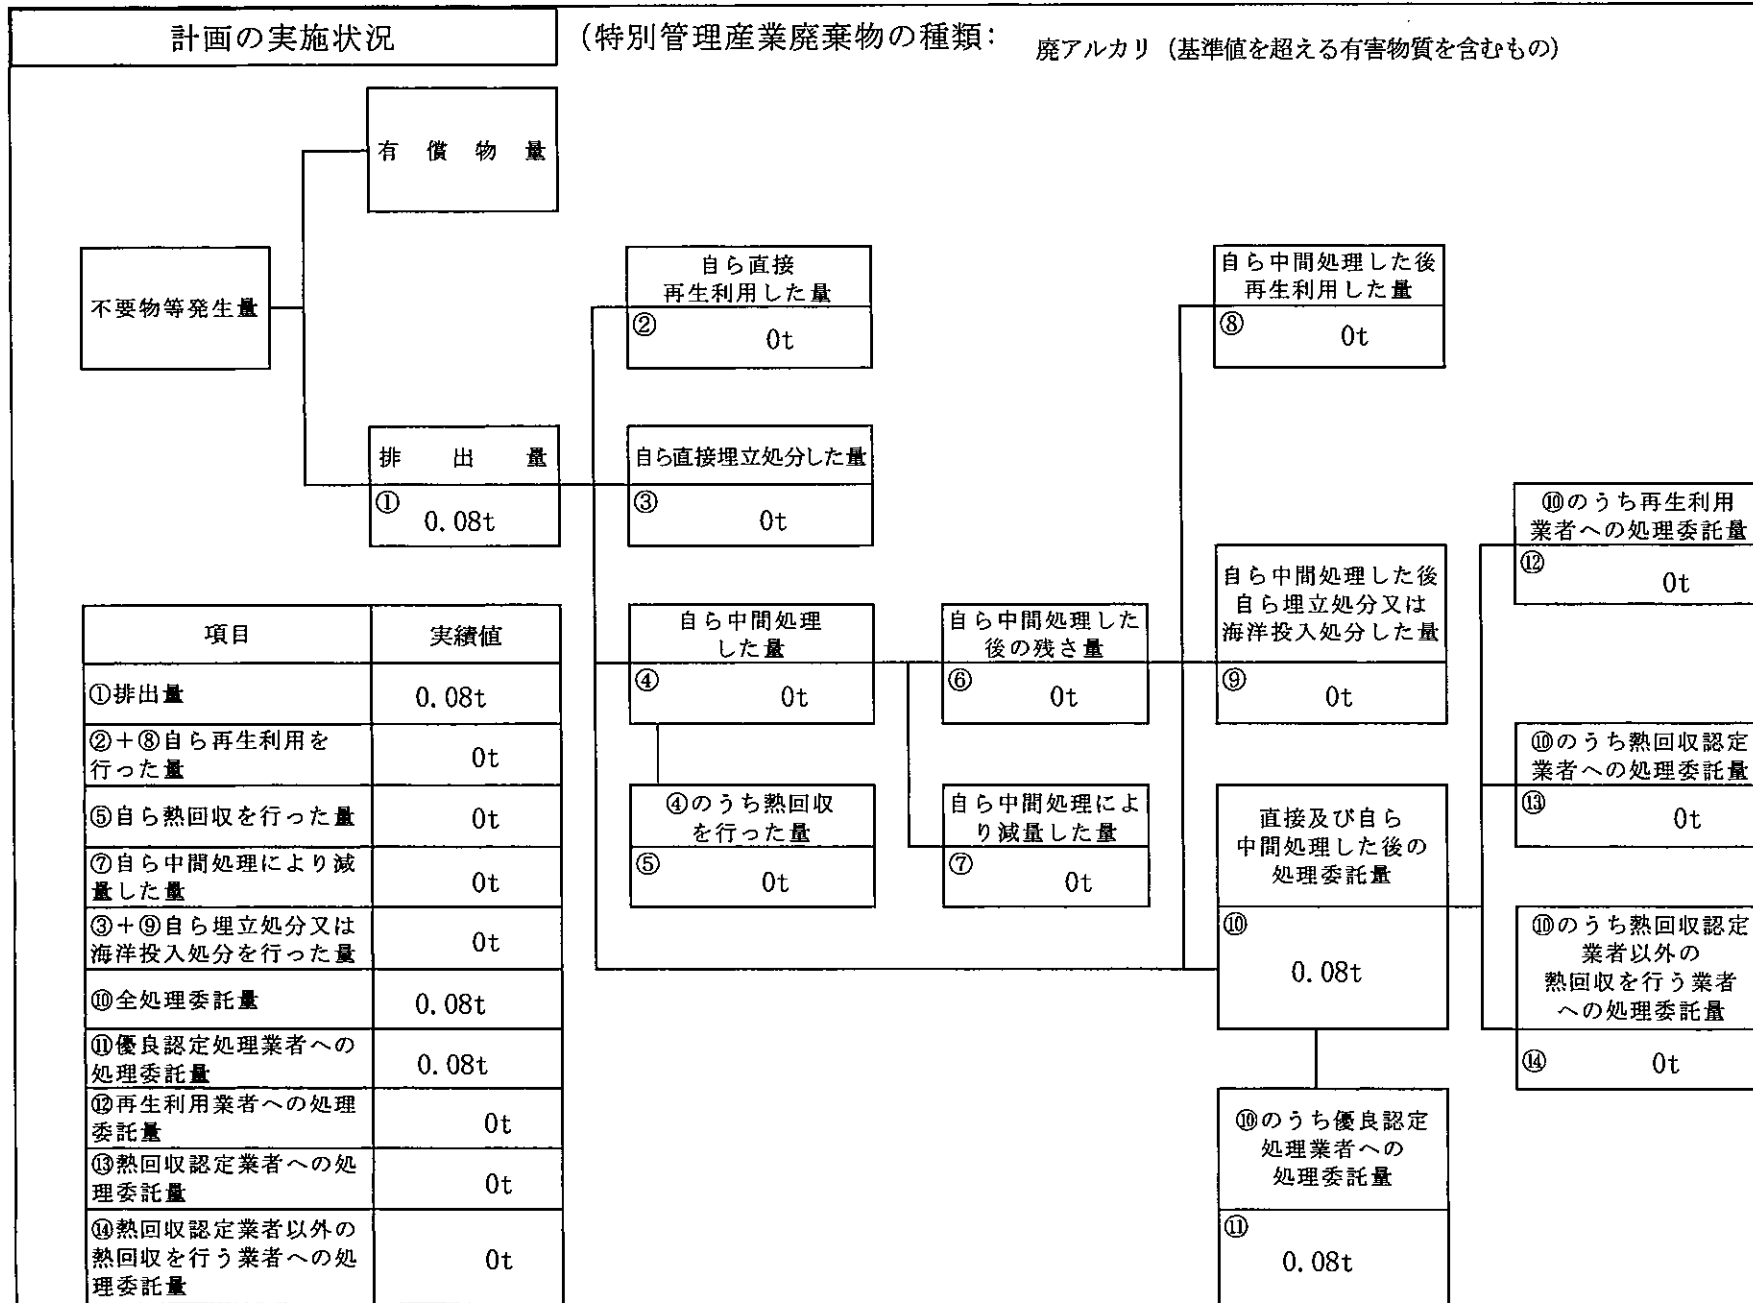 計画の実施状況
(特別管理産業廃棄物の種類：
廃アルカリ（基準値を超える有害物質を含むもの）
有償物量
不要物等発生量
自ら直接
再生利用した量
②
0t
自ら中間処理した後
再生利用した量
⑧
0t
排出量
①
0.08t
自ら直接埋立処分した量
③
0t
⑩のうち再生利用
業者への処理委託量
⑫
0t
自ら中間処理した後
自ら埋立処分又は
海洋投入処分した量
⑨
0t
自ら中間処理
した量
④
0t
自ら中間処理した
後の残さ量
⑥
0t
⑩のうち熱回収認定
業者への処理委託量
⑬
0t
④のうち熱回収
を行った量
⑤
0t
自ら中間処理によ
り減量した量
⑦
0t
直接及び自ら
中間処理した後の
処理委託量
⑩
0.08t
⑩のうち熱回収認定
業者以外の
熱回収を行う業者
への処理委託量
⑭
0t
⑩のうち優良認定
処理業者への
処理委託量
⑪
0.08t
項目 実績値
①排出量 0.08t
②＋⑧自ら再生利用を
行った量 0t
⑤自ら熱回収を行った量 0t
⑦自ら中間処理により減
量した量 0t
③＋⑨自ら埋立処分又は
海洋投入処分を行った量 0t
⑩全処理委託量 0.08t
⑪優良認定処理業者への
処理委託量 0.08t
⑫再生利用業者への処理
委託量 0t
⑬熱回収認定業者への処
理委託量 0t
⑭熱回収認定業者以外の
熱回収を行う業者への処
理委託量 0t